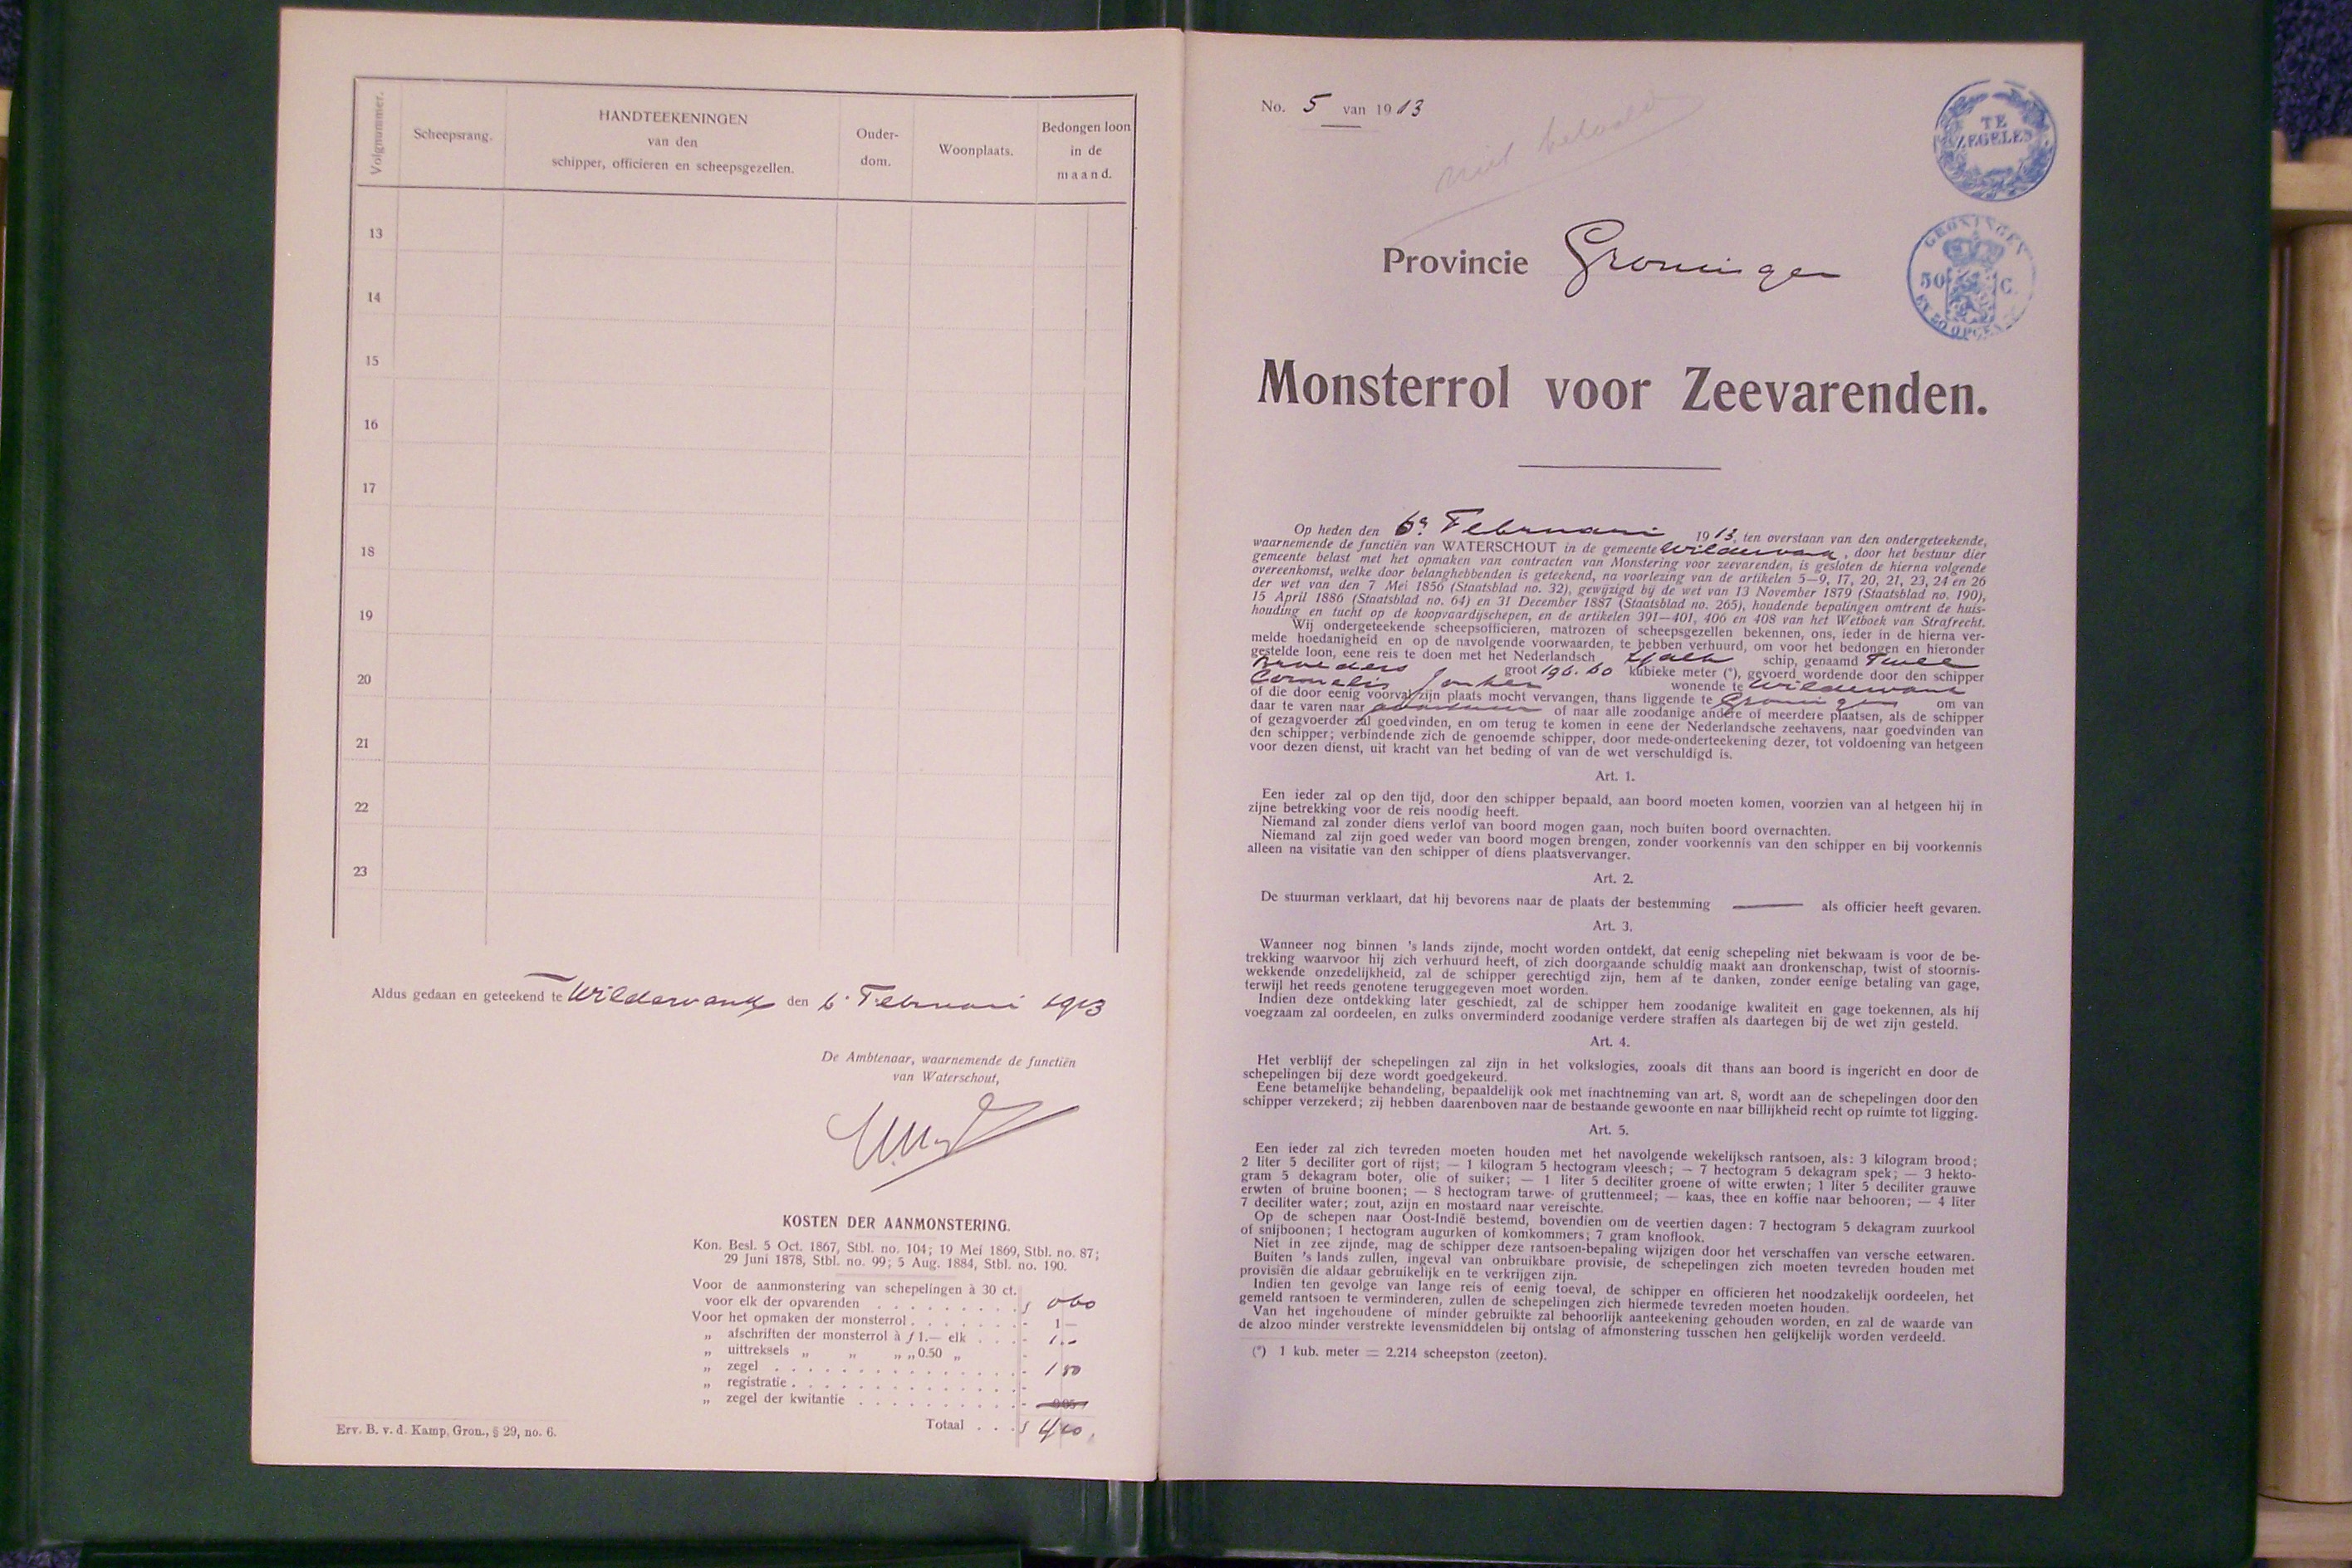 Volgnummer.
Scheepsrang.
HANDTEEKENINGEN
van den
schipper, officieren en scheepsgezellen.
Ouder-
dom.
Woonplaats.
Bedongen loon
in de
maand.
13
14
15
16
17
18
19
20
21
22
23
Aldus gedaan en geteekend te Wildervank den 6 Februari 1913
De Ambtenaar, waarnemende de functiën
van Waterschout,
KOSTEN DER AANMONSTERING.
Kon. Besl. 5 Oct. 1867, Stbl. no. 104; 19 Mei 1869, Stbl. no. 87;
29 Juni 1878, Stbl. no. 99; 5 Aug. 1884, Stbl. no. 190.
Voor de aanmonstering van schepelingen à 30 ct.
voor elk der opvarenden . . . . . . . . . f 0 60
Voor het opmaken der monsterrol . . . . . . . - 1 —
„ afschriften der monsterrol à f 1.— elk . . . - 1.-
„ uittreksels „ „ „ „ 0.50 „ -
„ zegel . . . . . . . . . . . . . . - 1 80
„ registratie . . . . . . . . . . . . . -
„ zegel der kwitantie . . . . . . . . . . -
Totaal . . . f 4/40
Erv. B. v. d. Kamp, Gron., § 29, no. 6.
No. 5 van 1913
niet betaald
TE
ZEGELEN
Provincie Groningen
GRONINGEN
50 C.
EN 50 OPCEN
Monsterrol voor Zeevarenden.
Op heden den 6e Februari 1913, ten overstaan van den ondergeteekende,
waarnemende de functiën van WATERSCHOUT in de gemeente Wildervank, door het bestuur dier
gemeente belast met het opmaken van contracten van Monstering voor zeevarenden, is gesloten de hierna volgende
overeenkomst, welke door belanghebbenden is geteekend, na voorlezing van de artikelen 5—9, 17, 20, 21, 23, 24 en 26
der wet van den 7 Mei 1856 (Staatsblad no. 32), gewijzigd bij de wet van 13 November 1879 (Staatsblad no. 190),
15 April 1886 (Staatsblad no. 64) en 31 December 1887 (Staatsblad no. 265), houdende bepalingen omtrent de huis-
houding en tucht op de koopvaardijschepen, en de artikelen 391—401, 406 en 408 van het Wetboek van Strafrecht.
Wij ondergeteekende scheepsofficieren, matrozen of scheepsgezellen bekennen, ons, ieder in de hierna ver-
melde hoedanigheid en op de navolgende voorwaarden, te hebben verhuurd, om voor het bedongen en hieronder
gestelde loon, eene reis te doen met het Nederlandsch tjalk schip, genaamd Twee
Broeders groot 196.60 kubieke meter (*), gevoerd wordende door den schipper
Cornelis Jonker wonende te Wildervank
of die door eenig voorval zijn plaats mocht vervangen, thans liggende te Groningen om van
daar te varen naar of naar alle zoodanige andere of meerdere plaatsen, als de schipper
of gezagvoerder zal goedvinden, en om terug te komen in eene der Nederlandsche zeehavens, naar goedvinden van
den schipper; verbindende zich de genoemde schipper, door mede-onderteekening dezer, tot voldoening van hetgeen
voor dezen dienst, uit kracht van het beding of van de wet verschuldigd is.
Art. 1.
Een ieder zal op den tijd, door den schipper bepaald, aan boord moeten komen, voorzien van al hetgeen hij in
zijne betrekking voor de reis noodig heeft.
Niemand zal zonder diens verlof van boord mogen gaan, noch buiten boord overnachten.
Niemand zal zijn goed weder van boord mogen brengen, zonder voorkennis van den schipper en bij voorkennis
alleen na visitatie van den schipper of diens plaatsvervanger.
Art. 2.
De stuurman verklaart, dat hij bevorens naar de plaats der bestemming —— als officier heeft gevaren.
Art. 3.
Wanneer nog binnen 's lands zijnde, mocht worden ontdekt, dat eenig schepeling niet bekwaam is voor de be-
trekking waarvoor hij zich verhuurd heeft, of zich doorgaande schuldig maakt aan dronkenschap, twist of stoornis-
wekkende onzedelijkheid, zal de schipper gerechtigd zijn, hem af te danken, zonder eenige betaling van gage,
terwijl het reeds genotene teruggegeven moet worden.
Indien deze ontdekking later geschiedt, zal de schipper hem zoodanige kwaliteit en gage toekennen, als hij
voegzaam zal oordeelen, en zulks onverminderd zoodanige verdere straffen als daartegen bij de wet zijn gesteld.
Art. 4.
Het verblijf der schepelingen zal zijn in het volkslogies, zooals dit thans aan boord is ingericht en door de
schepelingen bij deze wordt goedgekeurd.
Eene betamelijke behandeling, bepaaldelijk ook met inachtneming van art. 8, wordt aan de schepelingen door den
schipper verzekerd; zij hebben daarenboven naar de bestaande gewoonte en naar billijkheid recht op ruimte tot ligging.
Art. 5.
Een ieder zal zich tevreden moeten houden met het navolgende wekelijksch rantsoen, als: 3 kilogram brood;
2 liter 5 deciliter gort of rijst; — 1 kilogram 5 hectogram vleesch; — 7 hectogram 5 dekagram spek; — 3 hekto-
gram 5 dekagram boter, olie of suiker; — 1 liter 5 deciliter groene of witte erwten; 1 liter 5 deciliter grauwe
erwten of bruine boonen; — 8 hectogram tarwe- of gruttenmeel; — kaas, thee en koffie naar behooren; — 4 liter
7 deciliter water; zout, azijn en mostaard naar vereischte.
Op de schepen naar Oost-Indië bestemd, bovendien om de veertien dagen: 7 hectogram 5 dekagram zuurkool
of snijboonen; 1 hectogram augurken of komkommers; 7 gram knoflook.
Niet in zee zijnde, mag de schipper deze rantsoen-bepaling wijzigen door het verschaffen van versche eetwaren.
Buiten 's lands zullen, ingeval van onbruikbare provisie, de schepelingen zich moeten tevreden houden met
provisiën die aldaar gebruikelijk en te verkrijgen zijn.
Indien ten gevolge van lange reis of eenig toeval, de schipper en officieren het noodzakelijk oordeelen, het
gemeld rantsoen te verminderen, zullen de schepelingen zich hiermede tevreden moeten houden.
Van het ingehoudene of minder gebruikte zal behoorlijk aanteekening gehouden worden, en zal de waarde van
de alzoo minder verstrekte levensmiddelen bij ontslag of afmonstering tusschen hen gelijkelijk worden verdeeld.
(*) 1 kub. meter = 2.214 scheepston (zeeton).